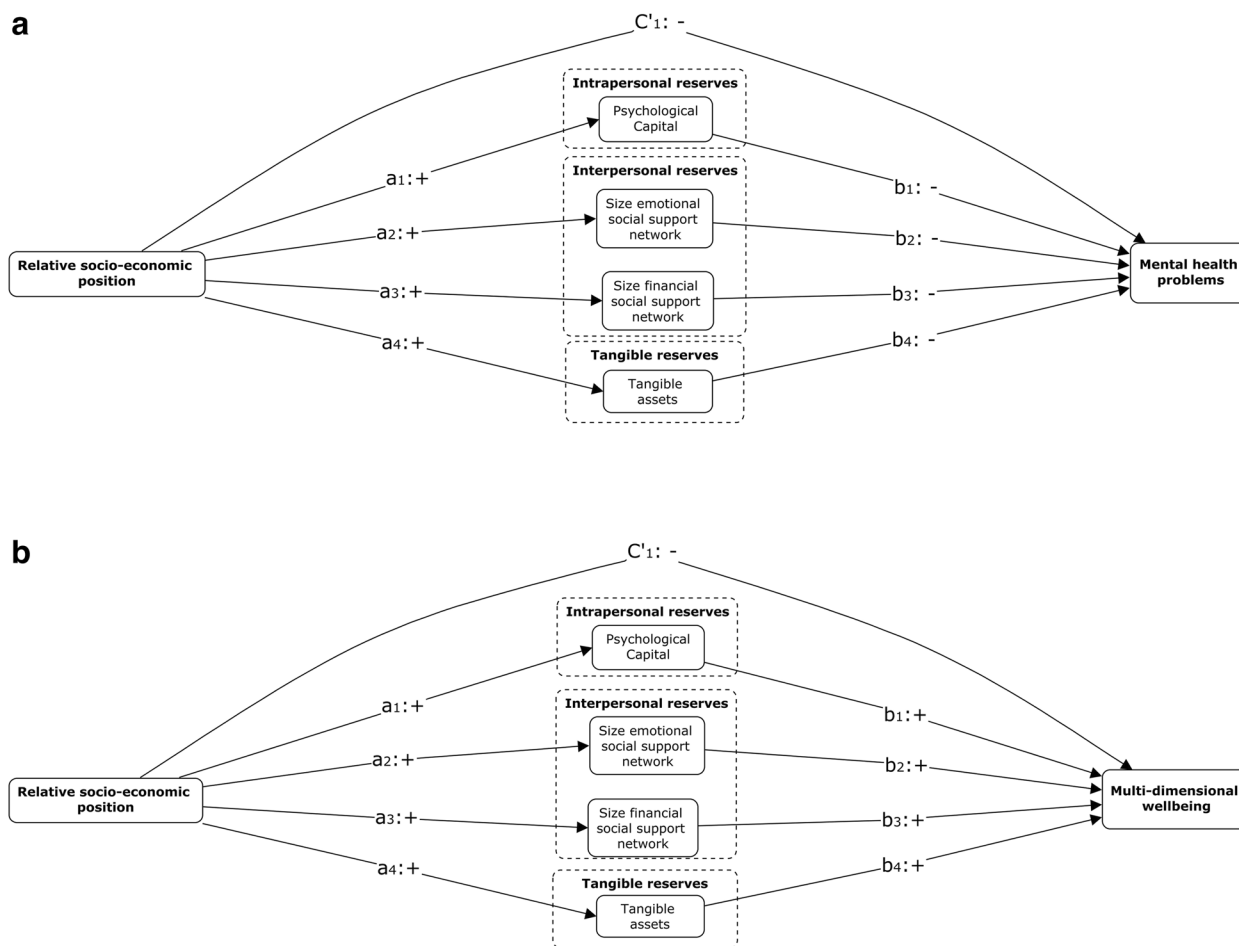 a
C'1: -
Intrapersonal reserves
Psychological
Capital
a1:+
b1: -
Interpersonal reserves
Size emotional
social support
network
a2:+
b2: -
Relative socio-economic
position
Mental health
problems
Size financial
social support
network
a3:+
b3: -
a4:+
b4: -
Tangible reserves
Tangible
assets
b
C'1: -
Intrapersonal reserves
Psychological
Capital
a1:+
b1:+
Interpersonal reserves
Size emotional
social support
network
a2:+
b2:+
Relative socio-economic
position
Multi-dimensional
wellbeing
Size financial
social support
network
a3:+
b3:+
a4:+
b4:+
Tangible reserves
Tangible
assets